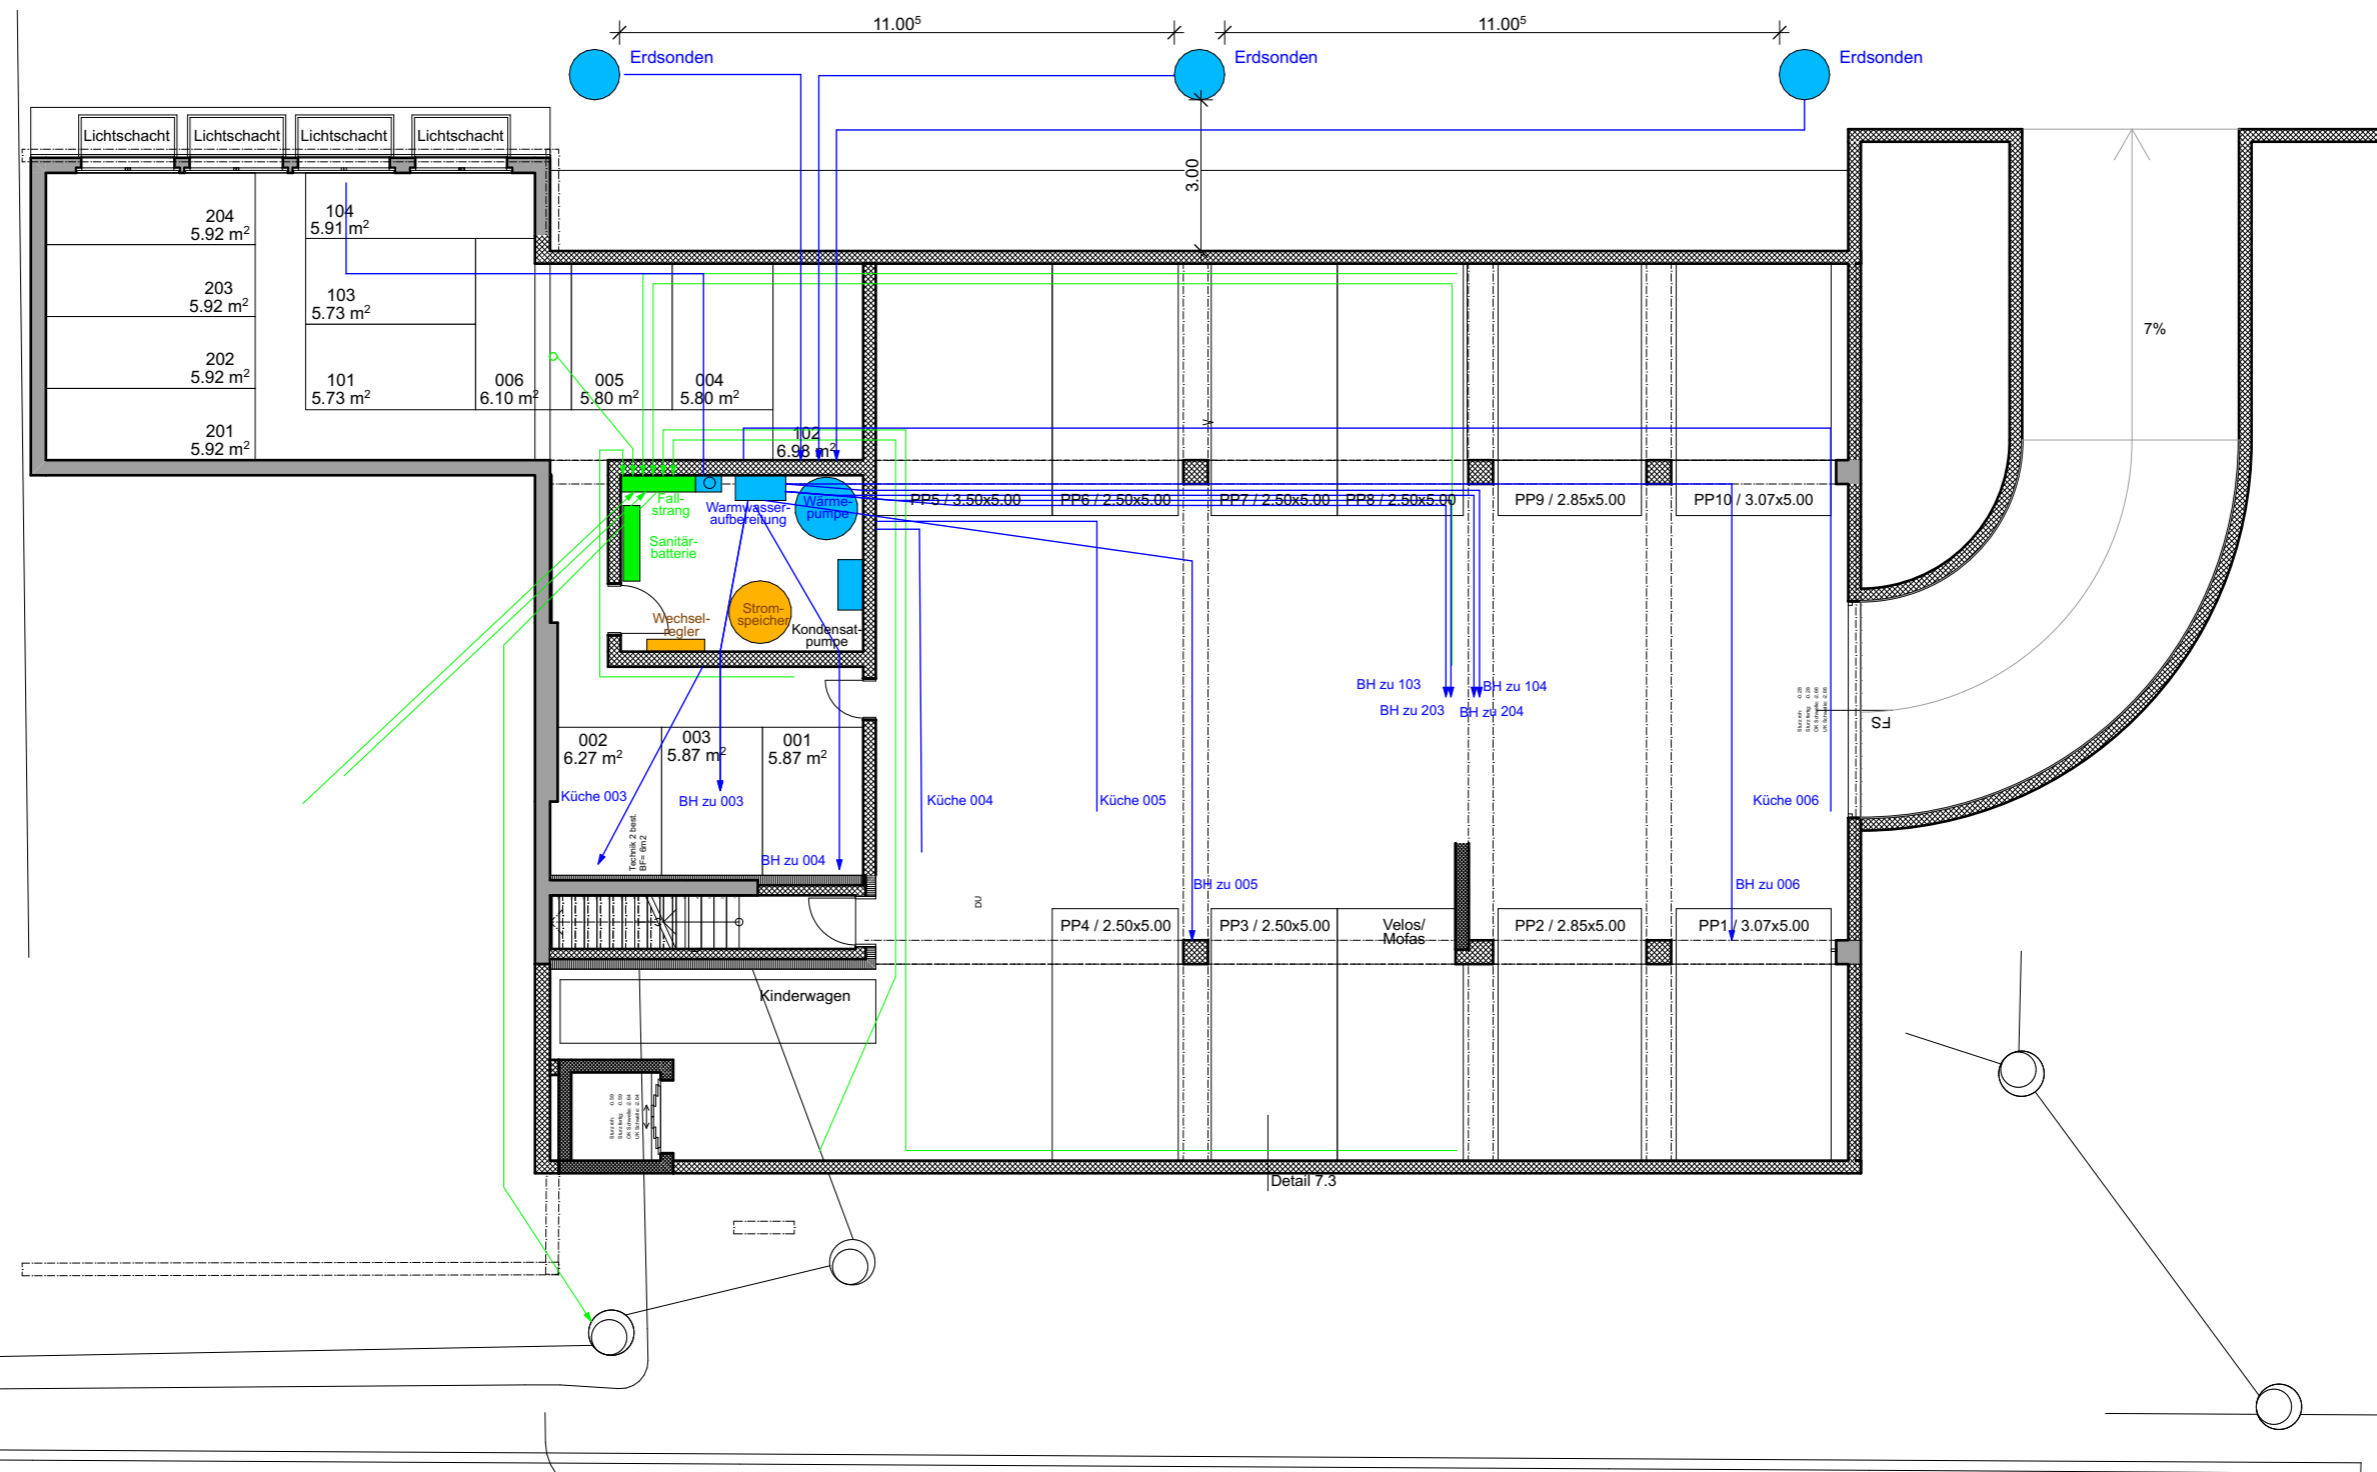 11.00⁵
11.00⁵
Erdsonden
Erdsonden
Erdsonden
Lichtschacht
Lichtschacht
Lichtschacht
Lichtschacht
3.00
204
5.92 m²
104
5.91 m²
203
5.92 m²
103
5.73 m²
7%
202
5.92 m²
101
5.73 m²
006
6.10 m²
005
5.80 m²
004
5.80 m²
201
5.92 m²
102
6.98 m²
V
Fall-
strang
Warmwasser-
aufbereitung
Wärme-
pumpe
PP5 / 3.50x5.00
PP6 / 2.50x5.00
PP7 / 2.50x5.00
PP8 / 2.50x5.00
PP9 / 2.85x5.00
PP10 / 3.07x5.00
Sanitär-
batterie
Wechsel-
regler
Strom-
speicher
Kondensat-
pumpe
BH zu 103
BH zu 104
BH zu 203
BH zu 204
FS
002
6.27 m²
003
5.87 m²
001
5.87 m²
Küche 003
BH zu 003
Küche 004
Küche 005
Küche 006
Technik 2 best.
BF= 6m2
BH zu 004
BH zu 005
BH zu 006
DU
PP4 / 2.50x5.00
PP3 / 2.50x5.00
Velos/
Mofas
PP2 / 2.85x5.00
PP1 / 3.07x5.00
Kinderwagen
Detail 7.3